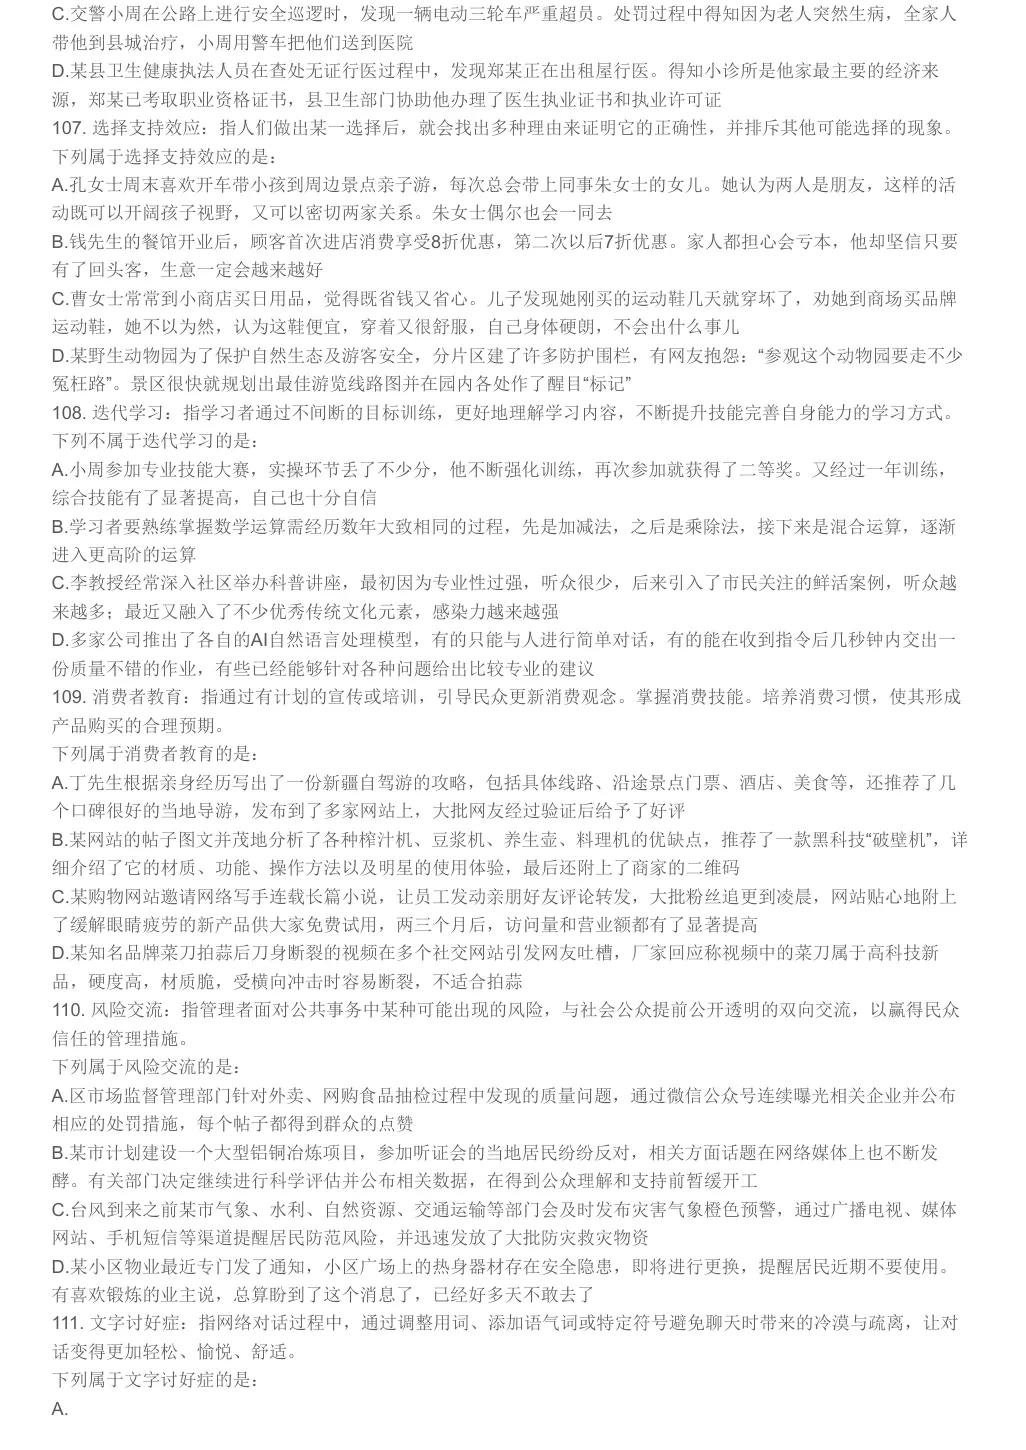 C.交警小周在公路上进行安全巡逻时，发现一辆电动三轮车严重超员。处罚过程中得知因为老人突然生病，全家人
带他到县城治疗，小周用警车把他们送到医院
D.某县卫生健康执法人员在查处无证行医过程中，发现郑某正在出租屋行医。得知小诊所是他家最主要的经济来
源，郑某已考取职业资格证书，县卫生部门协助他办理了医生执业证书和执业许可证
107. 选择支持效应：指人们做出某一选择后，就会找出多种理由来证明它的正确性，并排斥其他可能选择的现象。
下列属于选择支持效应的是：
A.孔女士周末喜欢开车带小孩到周边景点亲子游，每次总会带上同事朱女士的女儿。她认为两人是朋友，这样的活
动既可以开阔孩子视野，又可以密切两家关系。朱女士偶尔也会一同去
B.钱先生的餐馆开业后，顾客首次进店消费享受8折优惠，第二次以后7折优惠。家人都担心会亏本，他却坚信只要
有了回头客，生意一定会越来越好
C.曹女士常常到小商店买日用品，觉得既省钱又省心。儿子发现她刚买的运动鞋几天就穿坏了，劝她到商场买品牌
运动鞋，她不以为然，认为这鞋便宜，穿着又很舒服，自己身体硬朗，不会出什么事儿
D.某野生动物园为了保护自然生态及游客安全，分片区建了许多防护围栏，有网友抱怨：“参观这个动物园要走不少
冤枉路”。景区很快就规划出最佳游览线路图并在园内各处作了醒目“标记”
108. 迭代学习：指学习者通过不间断的目标训练，更好地理解学习内容，不断提升技能完善自身能力的学习方式。
下列不属于迭代学习的是：
A.小周参加专业技能大赛，实操环节丢了不少分，他不断强化训练，再次参加就获得了二等奖。又经过一年训练，
综合技能有了显著提高，自己也十分自信
B.学习者要熟练掌握数学运算需经历数年大致相同的过程，先是加减法，之后是乘除法，接下来是混合运算，逐渐
进入更高阶的运算
C.李教授经常深入社区举办科普讲座，最初因为专业性过强，听众很少，后来引入了市民关注的鲜活案例，听众越
来越多；最近又融入了不少优秀传统文化元素，感染力越来越强
D.多家公司推出了各自的AI自然语言处理模型，有的只能与人进行简单对话，有的能在收到指令后几秒钟内交出一
份质量不错的作业，有些已经能够针对各种问题给出比较专业的建议
109. 消费者教育：指通过有计划的宣传或培训，引导民众更新消费观念。掌握消费技能。培养消费习惯，使其形成
产品购买的合理预期。
下列属于消费者教育的是：
A.丁先生根据亲身经历写出了一份新疆自驾游的攻略，包括具体线路、沿途景点门票、酒店、美食等，还推荐了几
个口碑很好的当地导游，发布到了多家网站上，大批网友经过验证后给予了好评
B.某网站的帖子图文并茂地分析了各种榨汁机、豆浆机、养生壶、料理机的优缺点，推荐了一款黑科技“破壁机”，详
细介绍了它的材质、功能、操作方法以及明星的使用体验，最后还附上了商家的二维码
C.某购物网站邀请网络写手连载长篇小说，让员工发动亲朋好友评论转发，大批粉丝追更到凌晨，网站贴心地附上
了缓解眼睛疲劳的新产品供大家免费试用，两三个月后，访问量和营业额都有了显著提高
D.某知名品牌菜刀拍蒜后刀身断裂的视频在多个社交网站引发网友吐槽，厂家回应称视频中的菜刀属于高科技新
品，硬度高，材质脆，受横向冲击时容易断裂，不适合拍蒜
110. 风险交流：指管理者面对公共事务中某种可能出现的风险，与社会公众提前公开透明的双向交流，以赢得民众
信任的管理措施。
下列属于风险交流的是：
A.区市场监督管理部门针对外卖、网购食品抽检过程中发现的质量问题，通过微信公众号连续曝光相关企业并公布
相应的处罚措施，每个帖子都得到群众的点赞
B.某市计划建设一个大型铝铜冶炼项目，参加听证会的当地居民纷纷反对，相关方面话题在网络媒体上也不断发
酵。有关部门决定继续进行科学评估并公布相关数据，在得到公众理解和支持前暂缓开工
C.台风到来之前某市气象、水利、自然资源、交通运输等部门会及时发布灾害气象橙色预警，通过广播电视、媒体
网站、手机短信等渠道提醒居民防范风险，并迅速发放了大批防灾救灾物资
D.某小区物业最近专门发了通知，小区广场上的热身器材存在安全隐患，即将进行更换，提醒居民近期不要使用。
有喜欢锻炼的业主说，总算盼到了这个消息了，已经好多天不敢去了
111. 文字讨好症：指网络对话过程中，通过调整用词、添加语气词或特定符号避免聊天时带来的冷漠与疏离，让对
话变得更加轻松、愉悦、舒适。
下列属于文字讨好症的是：
A.